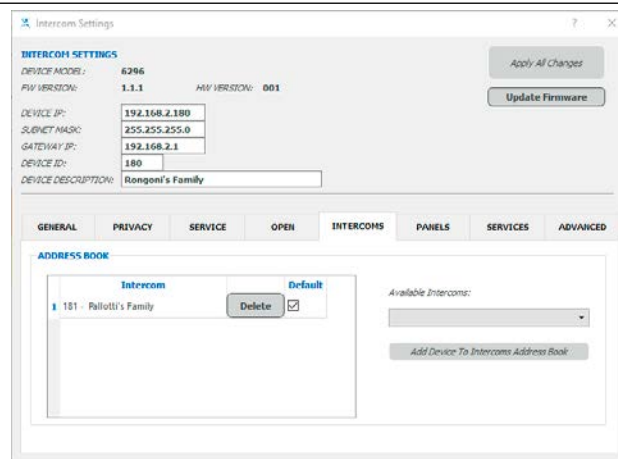 Intercom Settings ? ×
INTERCOM SETTINGS
DEVICE MODEL: 6296
FW VERSION: 1.1.1 HW VERSION: 001
Apply All Changes
Update Firmware
DEVICE IP: 192.168.2.180
SUBNET MASK: 255.255.255.0
GATEWAY IP: 192.168.2.1
DEVICE ID: 180
DEVICE DESCRIPTION: Rongoni's Family
GENERAL PRIVACY SERVICE OPEN INTERCOMS PANELS SERVICES ADVANCED
ADDRESS BOOK
Intercom Default
1 181 - Pallotti's Family Delete
Available Intercoms:
Add Device To Intercoms Address Book